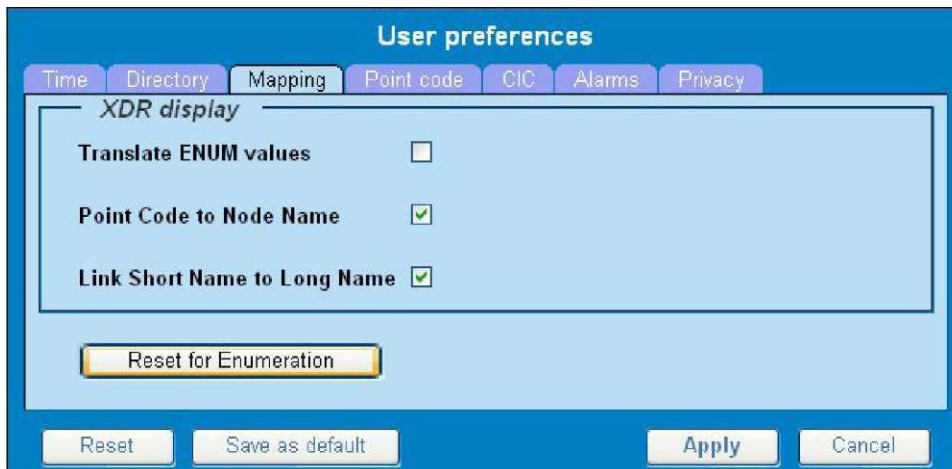 User preferences
Time Directory Mapping Point code CIC Alarms Privacy
XDR display
Translate ENUM values
Point Code to Node Name
Link Short Name to Long Name
Reset for Enumeration
Reset Save as default Apply Cancel